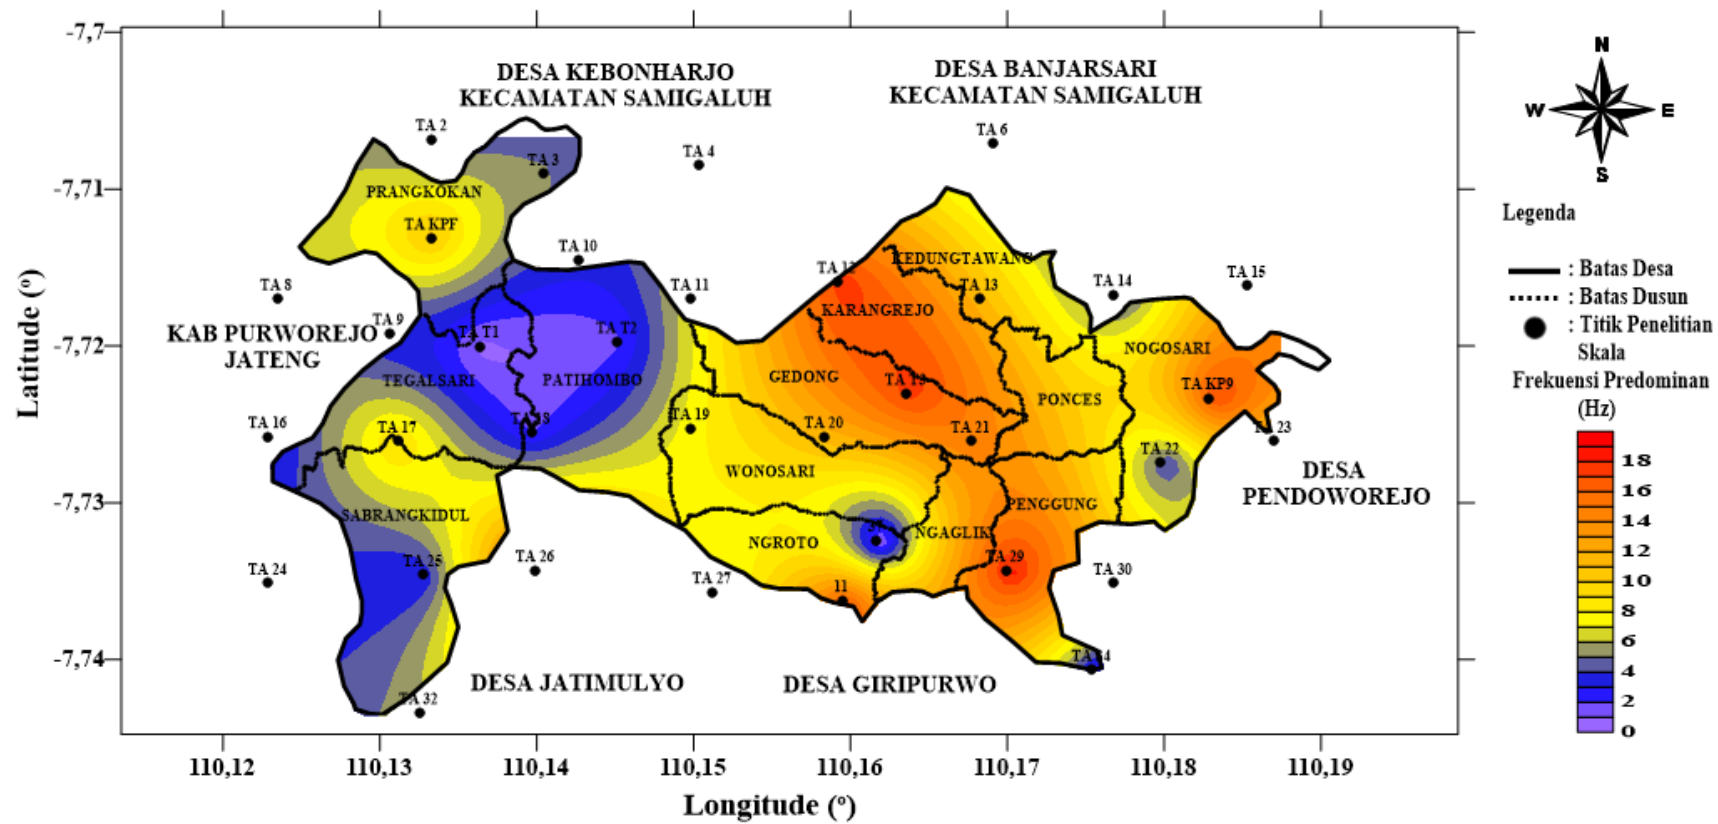 -7,7
-7,71
-7,72
-7,73
-7,74
Latitude (º)
DESA KEBONHARJO
KECAMATAN SAMIGALUH
DESA BANJARSARI
KECAMATAN SAMIGALUH
TA 2
TA 3
TA 4
TA 6
PRANGKOKAN
TA KPF
TA 10
TA 8
TA 9
TA 11
KAB PURWOREJO
JATENG
TA T2
TEGALSARI
PATIHOMBO
TA 16
TA 17
SABRANGKIDUL
TA 24
TA 25
TA 26
TA 32
KEDUNGTAWANG
TA 13
TA 14
TA 15
KARANGREJO
NOGOSARI
GEDONG
TA KP9
PONCES
TA 19
TA 20
TA 21
TA 22
23
WONOSARI
PENGGUNG
NGROTO
NGAGLIK
TA 27
11
TA 29
TA 30
DESA
PENDOWOREJO
DESA JATIMULYO
DESA GIRIPURWO
110,12
110,13
110,14
110,15
110,16
110,17
110,18
110,19
Longitude (º)
N
W
E
S
Legenda
: Batas Desa
: Batas Dusun
: Titik Penelitian
Skala
Frekuensi Predominan
(Hz)
18
16
14
12
10
8
6
4
2
0